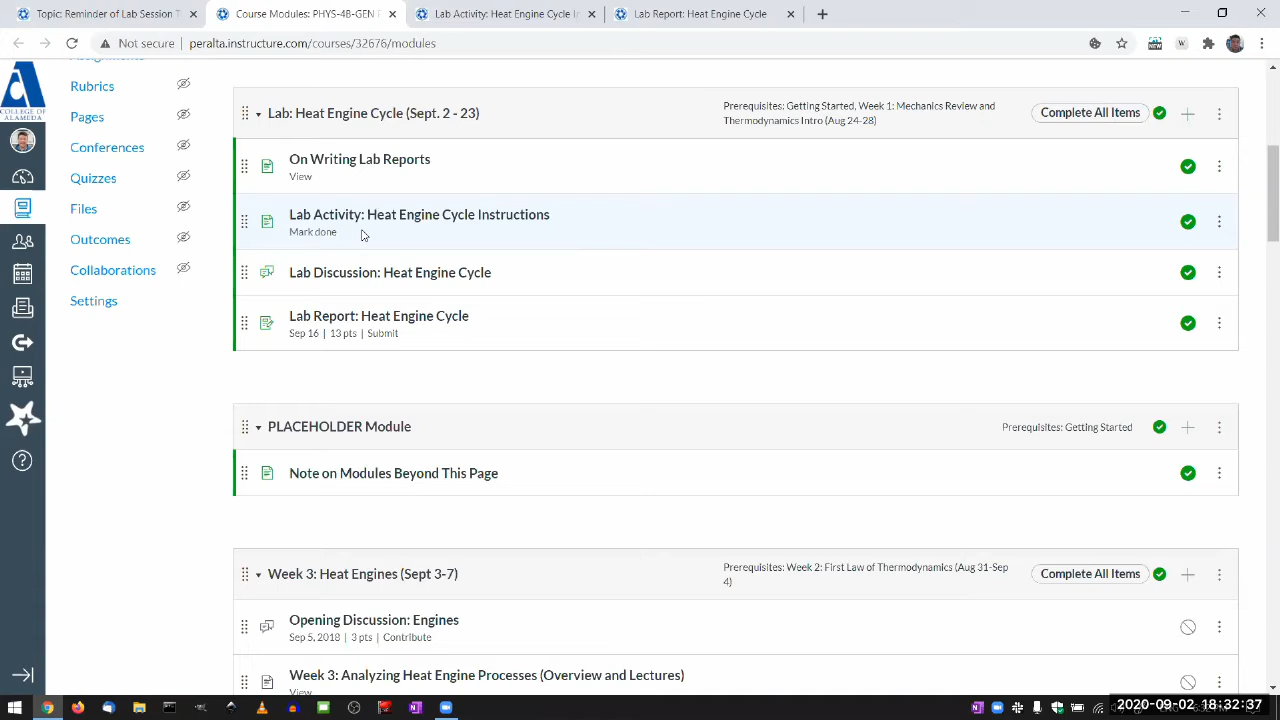 Topic: Reminder of Lab Session T
Course Modules: PHYS-4B-GEN P
Lab Activity: Heat Engine Cycle I
Lab Report: Heat Engine Cycle
Not secure
peralta.instructure.com/courses/32676/modules
COLLEGE OF
ALAMEDA
Rubrics
Pages
Conferences
Quizzes
Files
Outcomes
Collaborations
Settings
Lab: Heat Engine Cycle (Sept. 2 - 23)
Getting Started, Week 1: Mechanics Review and
Thermodynamics Intro (Aug 24-28)
Complete All Items
On Writing Lab Reports
View
Lab Activity: Heat Engine Cycle Instructions
Mark done
Lab Discussion: Heat Engine Cycle
Lab Report: Heat Engine Cycle
Sep 16 | 13 pts | Submit
PLACEHOLDER Module
Prerequisites: Getting Started
Note on Modules Beyond This Page
Week 3: Heat Engines (Sept 3-7)
Prerequisites: Week 2: First Law of Thermodynamics (Aug 31-Sep
4)
Complete All Items
Opening Discussion: Engines
Sep 5, 2018 | 3 pts | Contribute
Week 3: Analyzing Heat Engine Processes (Overview and Lectures)
View
2020-09-02 18:32:37